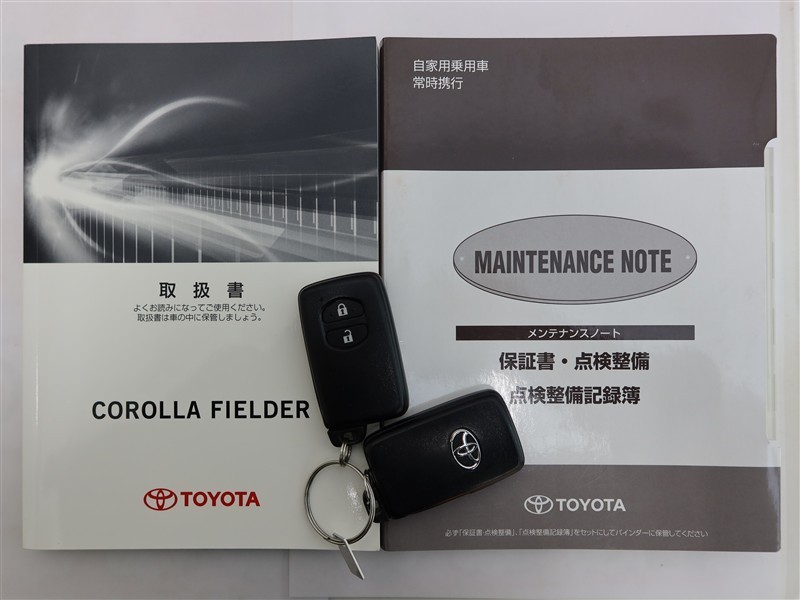 取扱書
よくお読みになってご使用ください。
取扱書は車の中に保管しましょう。
COROLLA FIELDER
TOYOTA
自家用乗用車
常時携行
MAINTENANCE NOTE
メンテナンスノート
保証書・点検整備
点検整備記録簿
TOYOTA
必ず「保証書・点検整備」、「点検整備記録簿」をセットにしてバインダーに保管してください